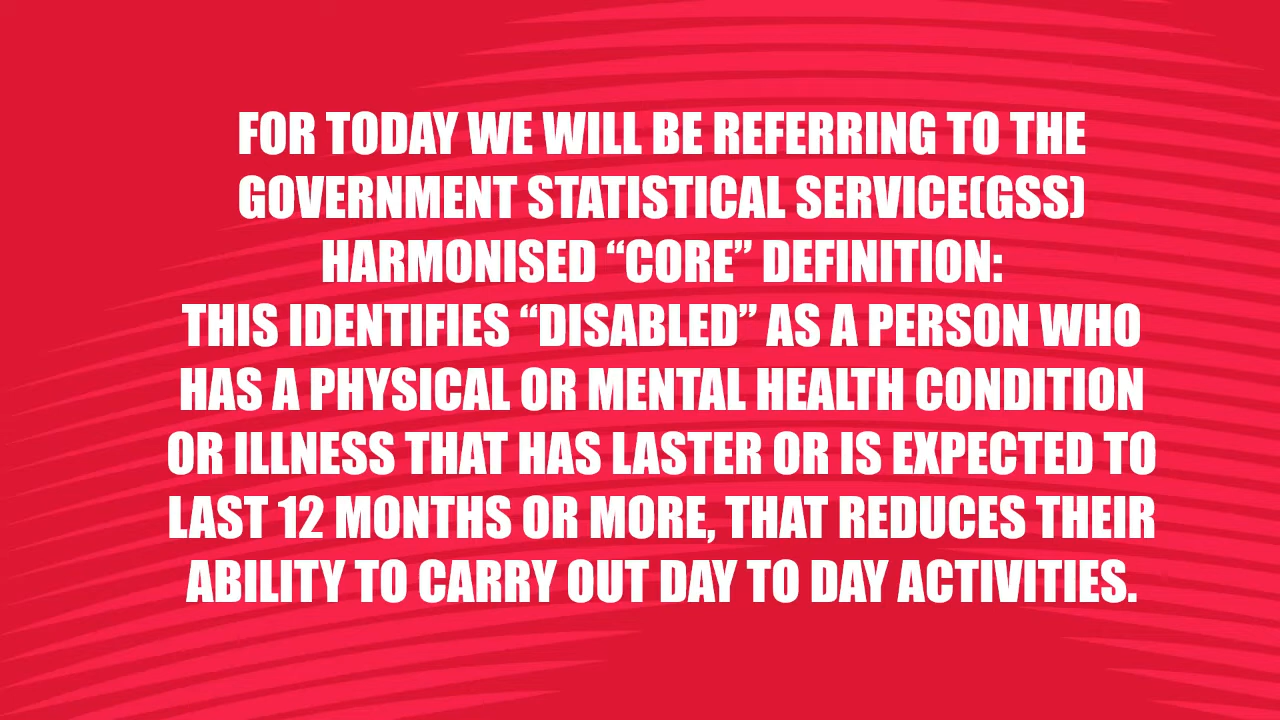 FOR TODAY WE WILL BE REFERRING TO THE
GOVERNMENT STATISTICAL SERVICE(GSS)
HARMONISED “CORE” DEFINITION:
THIS IDENTIFIES “DISABLED” AS A PERSON WHO
HAS A PHYSICAL OR MENTAL HEALTH CONDITION
OR ILLNESS THAT HAS LASTER OR IS EXPECTED TO
LAST 12 MONTHS OR MORE, THAT REDUCES THEIR
ABILITY TO CARRY OUT DAY TO DAY ACTIVITIES.